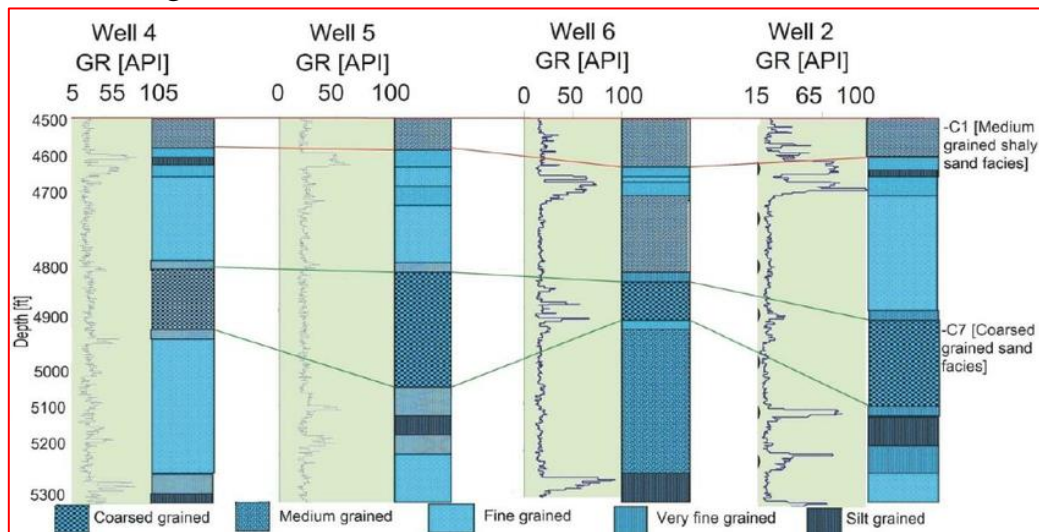 Well 4 Well 5 Well 6 Well 2
GR [API] GR [API] GR [API] GR [API]
5 55 105 0 50 100 0 50 100 15 65 100
4500
4600
4700
4800
4900
5000
5100
5200
5300
Depth [ft]
-C1 [Medium
grained shaly
sand facies]
-C7 [Coarsed
grained sand
facies]
Coarsed grained Medium grained Fine grained Very fine grained Silt grained